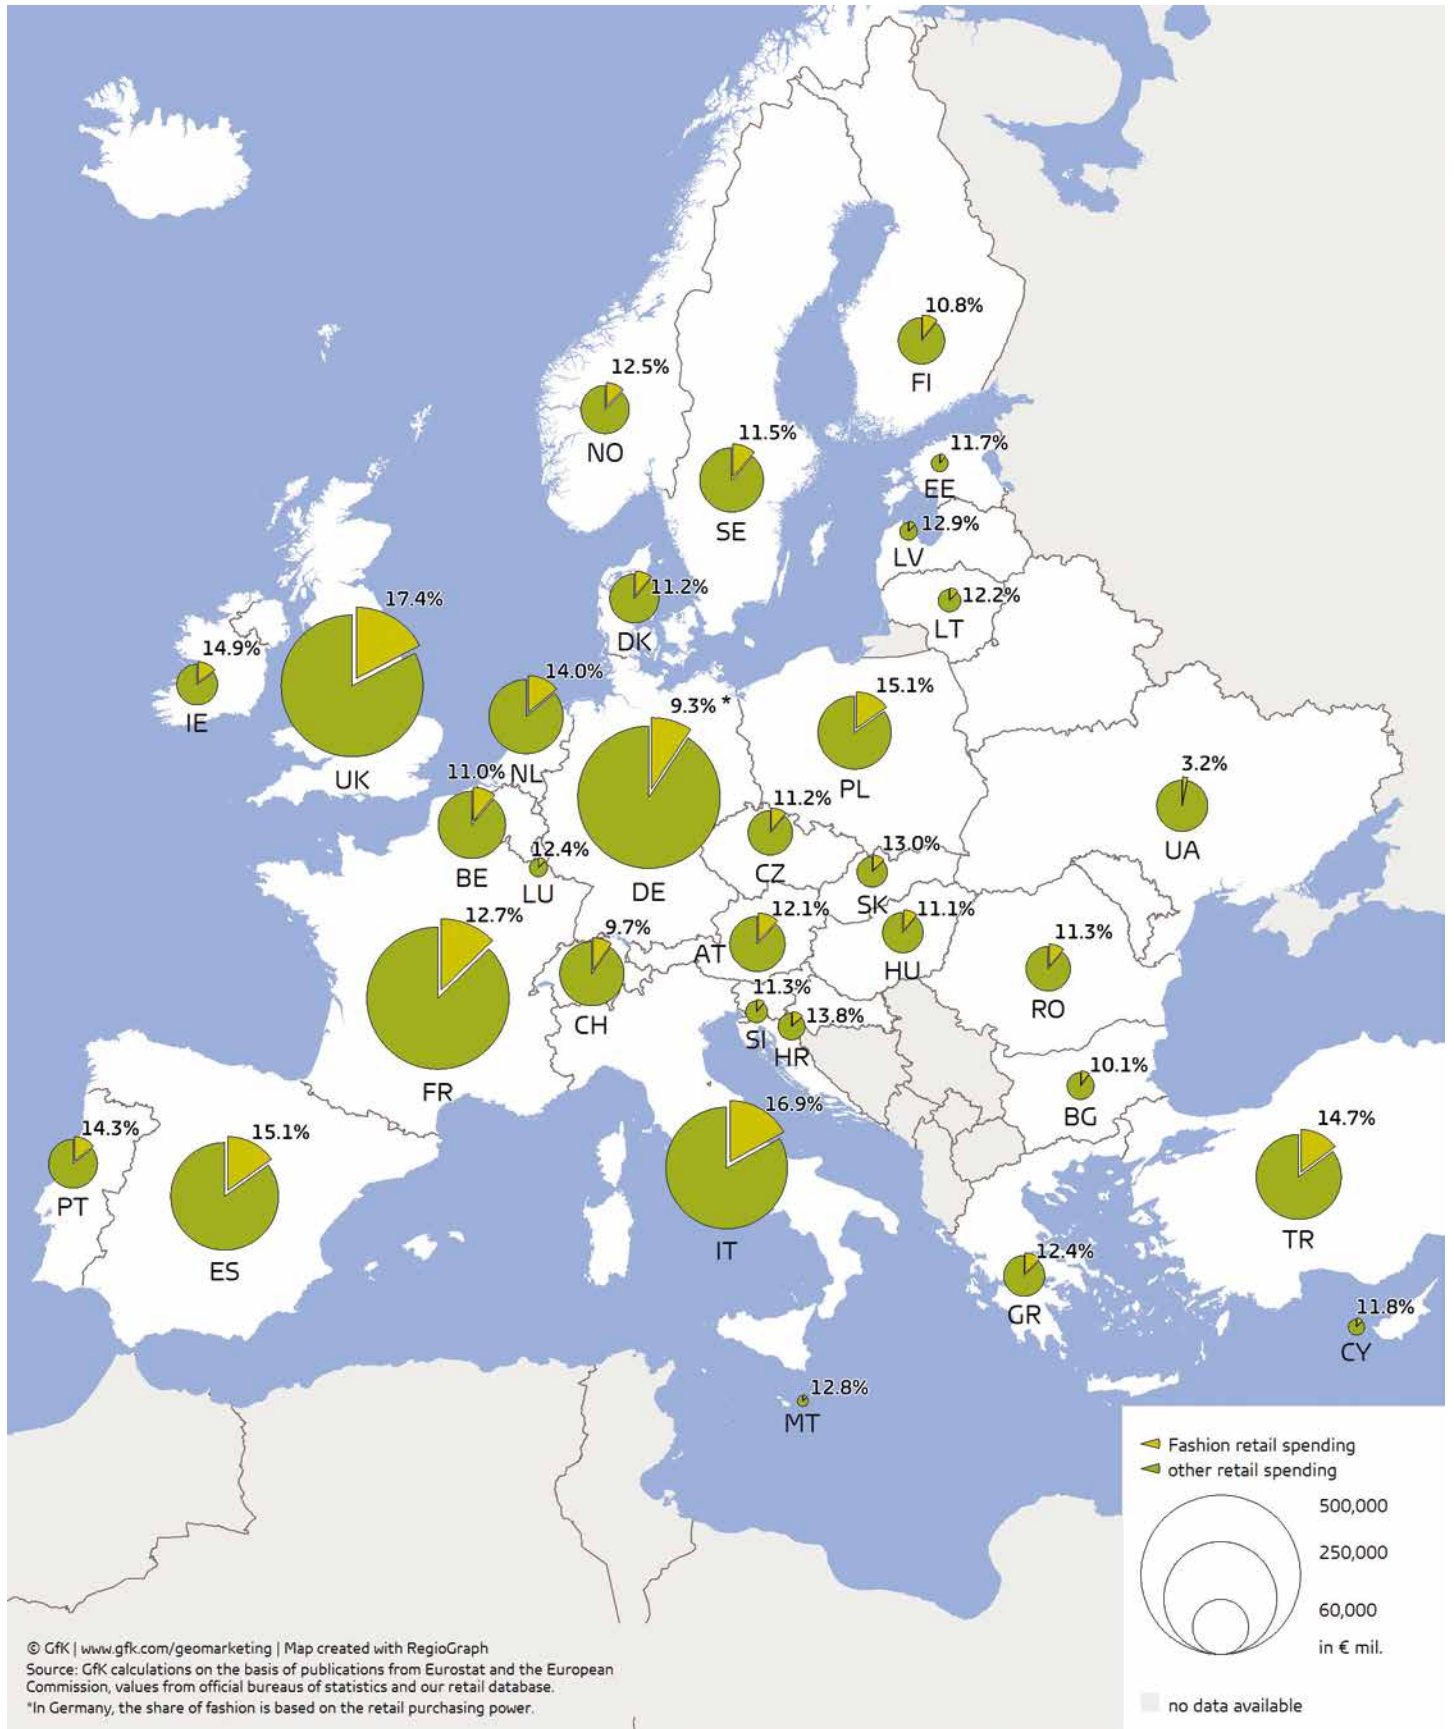 10.8%
FI
12.5%
NO
11.5%
SE
11.7%
EE
12.9%
LV
12.2%
LT
11.2%
DK
17.4%
UK
14.9%
IE
14.0%
NL
9.3% *
DE
15.1%
PL
3.2%
UA
11.0%
BE
12.4%
LU
11.2%
CZ
13.0%
SK
12.7%
FR
9.7%
CH
12.1%
AT
11.1%
HU
11.3%
RO
11.3%
SI
13.8%
HR
10.1%
BG
14.3%
PT
15.1%
ES
16.9%
IT
14.7%
TR
12.4%
GR
11.8%
CY
12.8%
MT
Fashion retail spending
other retail spending
500,000
250,000
60,000
in € mil.
no data available
© GfK | www.gfk.com/geomarketing | Map created with RegioGraph
Source: GfK calculations on the basis of publications from Eurostat and the European
Commission, values from official bureaus of statistics and our retail database.
*In Germany, the share of fashion is based on the retail purchasing power.